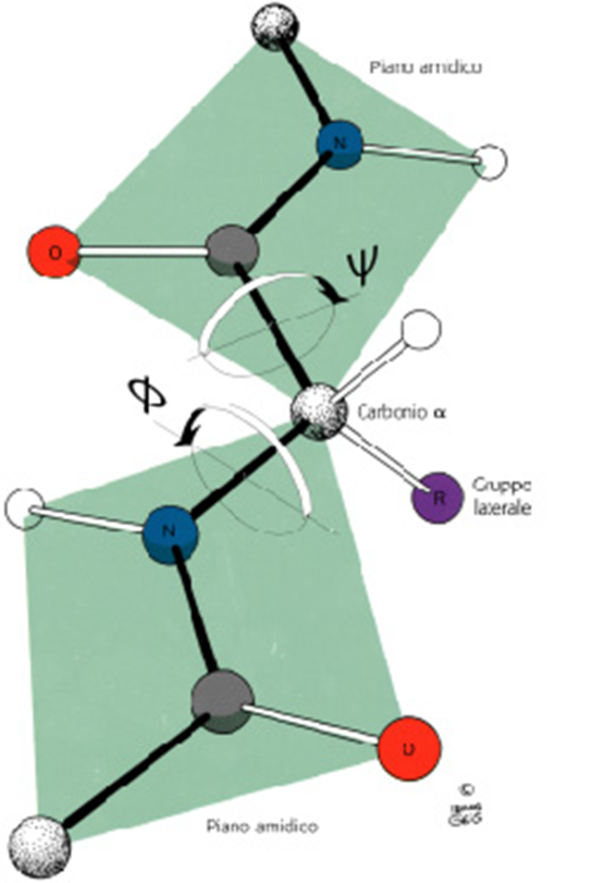 Piano amidico
N
O
ψ
Φ
Carbonio α
R
Gruppo
laterale
N
O
Piano amidico
©